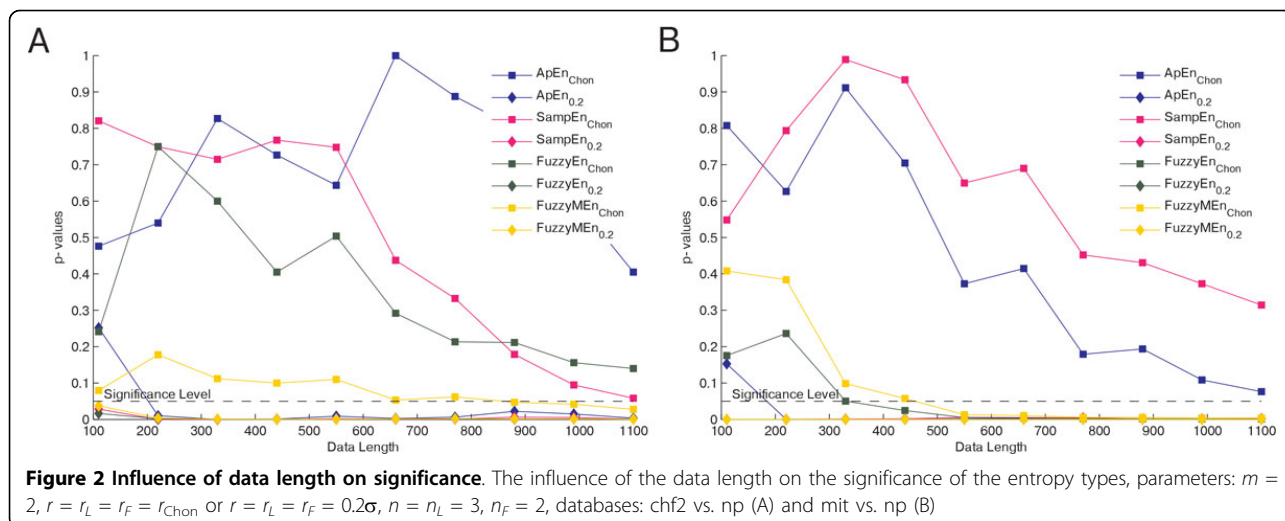 A
p- values
1
0.9
0.8
0.7
0.6
0.5
0.4
0.3
0.2
0.1
0
100 200 300 400 500 600 700 800 900 1000 1100
Data Length
Significance Level
ApEnChon
ApEn0.2
SampEnChon
SampEn0.2
FuzzyEnChon
FuzzyEn0.2
FuzzyMEnChon
FuzzyMEn0.2
B
p- values
1
0.9
0.8
0.7
0.6
0.5
0.4
0.3
0.2
0.1
0
100 200 300 400 500 600 700 800 900 1000 1100
Data Length
Significance Level
ApEnChon
ApEn0.2
SampEnChon
SampEn0.2
FuzzyEnChon
FuzzyEn0.2
FuzzyMEnChon
FuzzyMEn0.2
Figure 2 Influence of data length on significance. The influence of the data length on the significance of the entropy types, parameters: m =
2, r = rL = rF = rChon or r = rL = rF = 0.2σ, n = nL = 3, nF = 2, databases: chf2 vs. np (A) and mit vs. np (B)